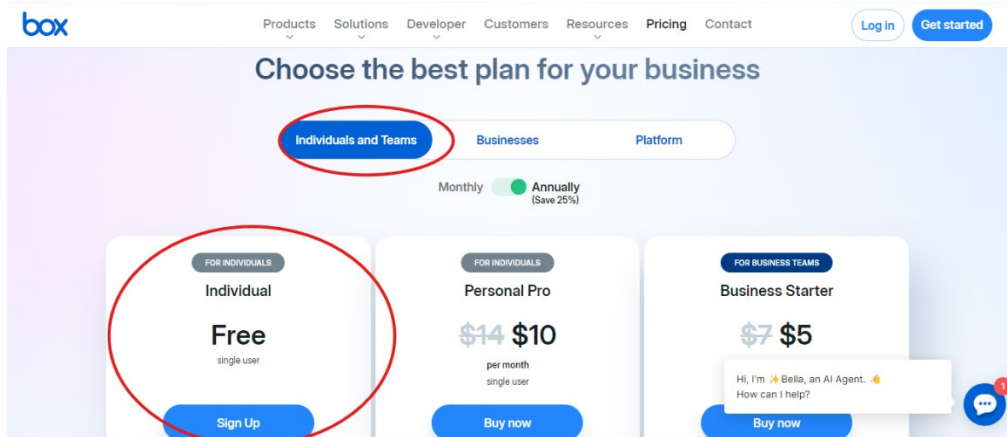 box
Products Solutions Developer Customers Resources Pricing Contact
Log in
Get started
Choose the best plan for your business
Individuals and Teams
Businesses
Platform
Monthly
Annually
(Save 25%)
FOR INDIVIDUALS
Individual
Free
single user
Sign Up
FOR INDIVIDUALS
Personal Pro
$14 $10
per month
single user
Buy now
FOR BUSINESS TEAMS
Business Starter
$7 $5
Buy now
Hi, I'm ✨ Bella, an AI Agent. 👋
How can I help?
1